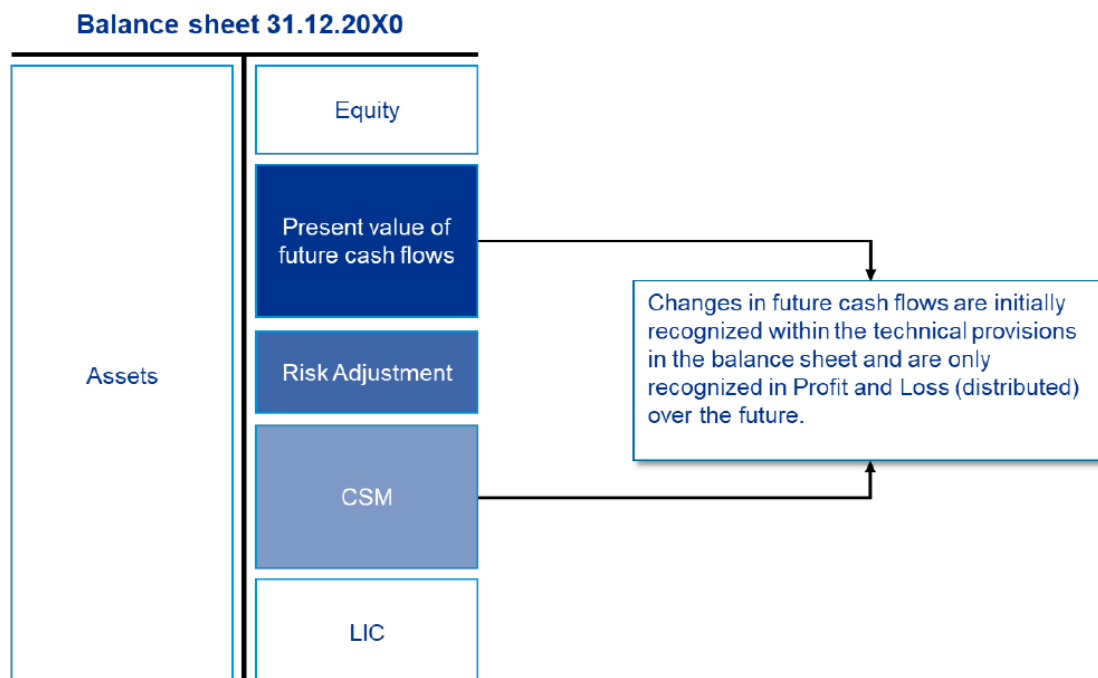 Balance sheet 31.12.20X0
Assets
Equity
Present value of
future cash flows
Risk Adjustment
CSM
LIC
Changes in future cash flows are initially
recognized within the technical provisions
in the balance sheet and are only
recognized in Profit and Loss (distributed)
over the future.